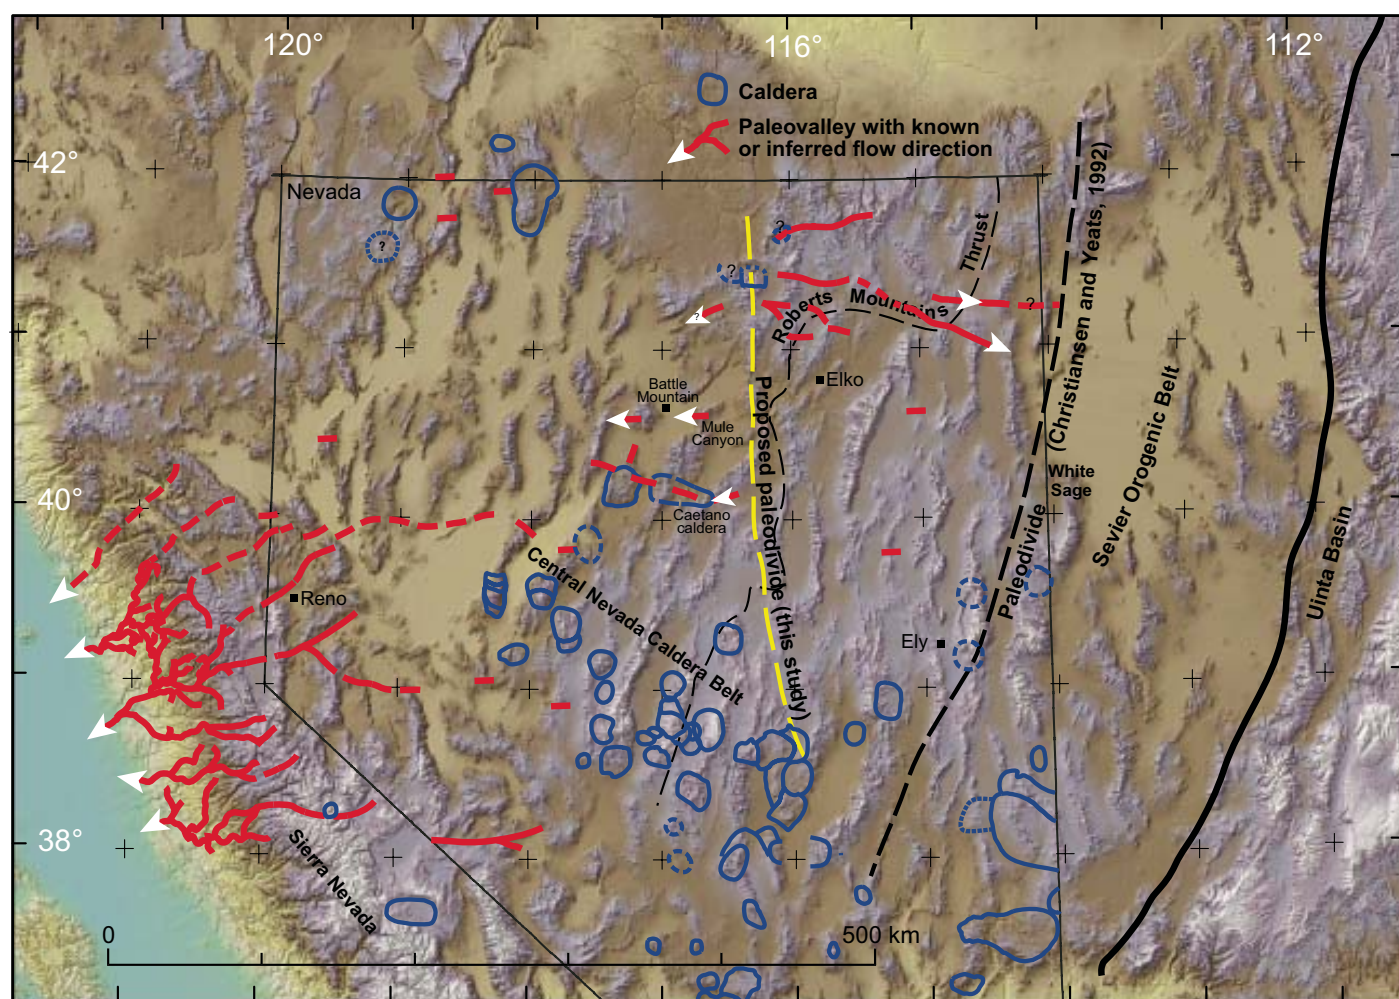 120°
116°
112°
Caldera
Paleovalley with known
or inferred flow direction
42°
Nevada
?
?
?
?
?
Roberts Mountains Thrust
Paleodivide (Christiansen and Yeats, 1992)
Elko
Battle
Mountain
Mule
Canyon
Proposed paleodivide (this study)
White
Sage
Sevier Orogenic Belt
40°
Caetano
caldera
Uinta Basin
Central Nevada Caldera Belt
Reno
Ely
38°
Sierra Nevada
0
500 km